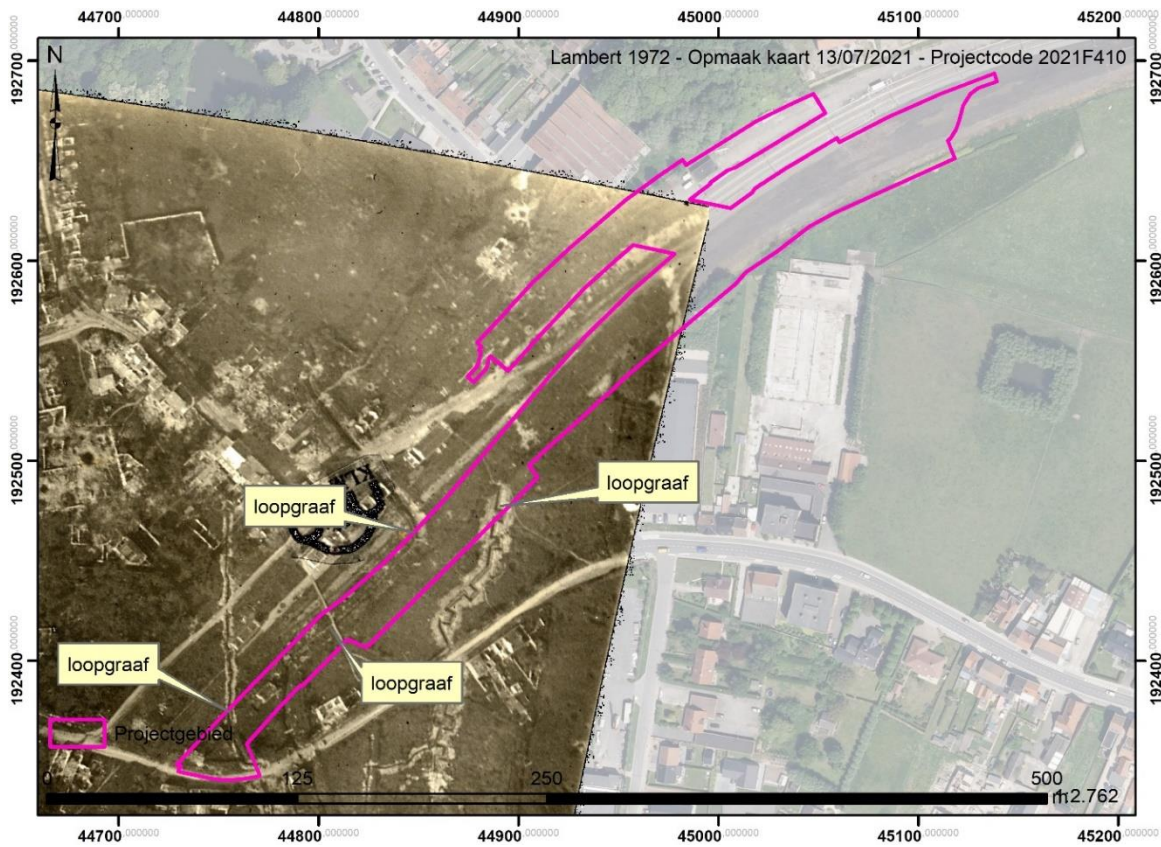 44700.000000 44800.000000 44900.000000 45000.000000 45100.000000 45200.000000
Lambert 1972 - Opmaak kaart 13/07/2021 - Projectcode 2021F410
N
192700.000000
192700.000000
192600.000000
192600.000000
192500.000000
192500.000000
loopgraaf
loopgraaf
192400.000000
192400.000000
loopgraaf
loopgraaf
Projectgebied
0 125 250 500
m
2.762
44700.000000 44800.000000 44900.000000 45000.000000 45100.000000 45200.000000